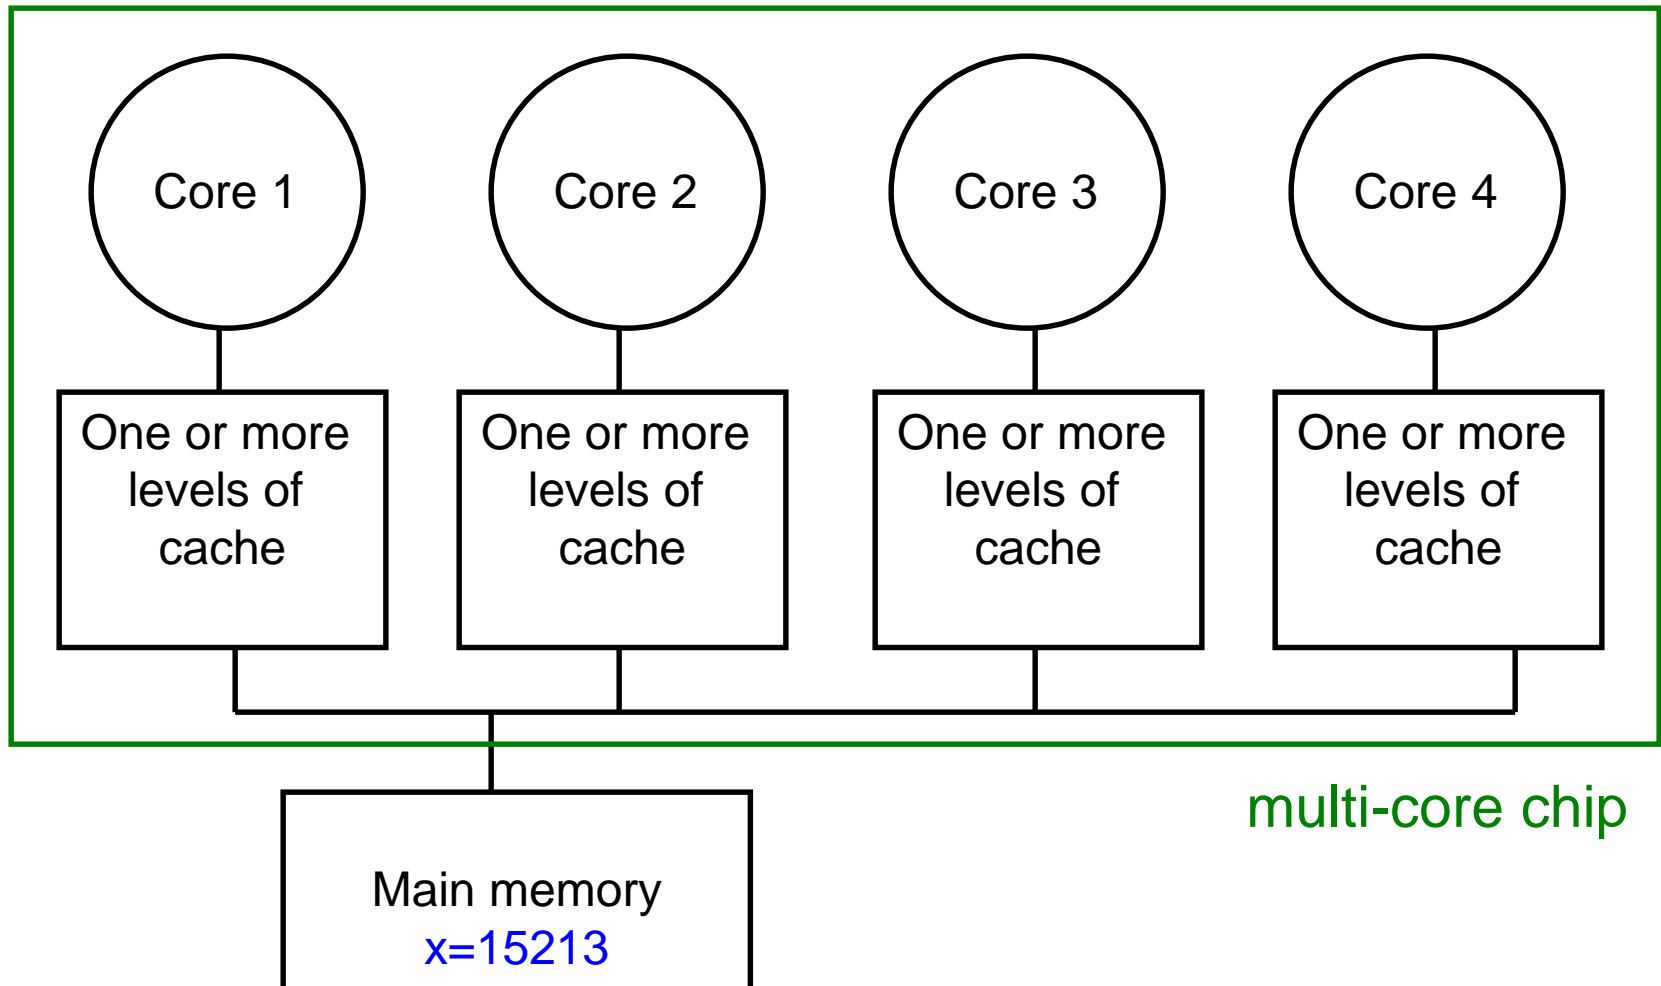 Core 1
Core 2
Core 3
Core 4
One or more
levels of
cache
One or more
levels of
cache
One or more
levels of
cache
One or more
levels of
cache
multi-core chip
Main memory
x=15213